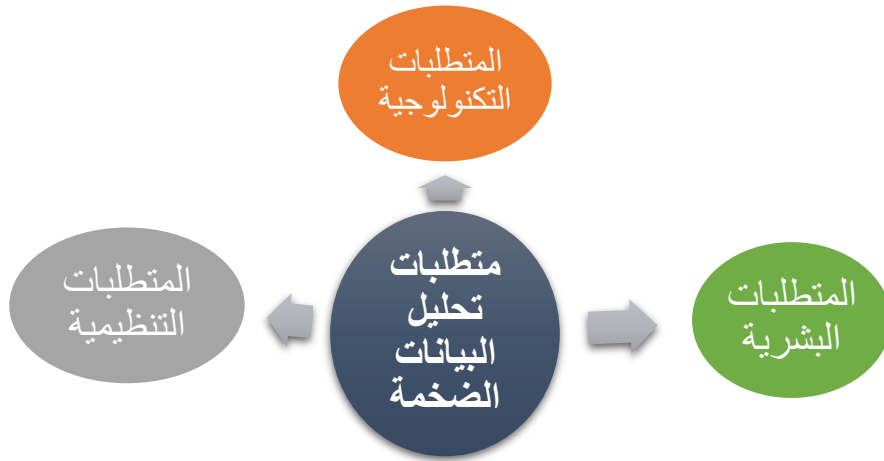 المتطلبات
التكنولوجية
متطلبات
تحليل
البيانات
الضخمة
المتطلبات
البشرية
المتطلبات
التنظيمية